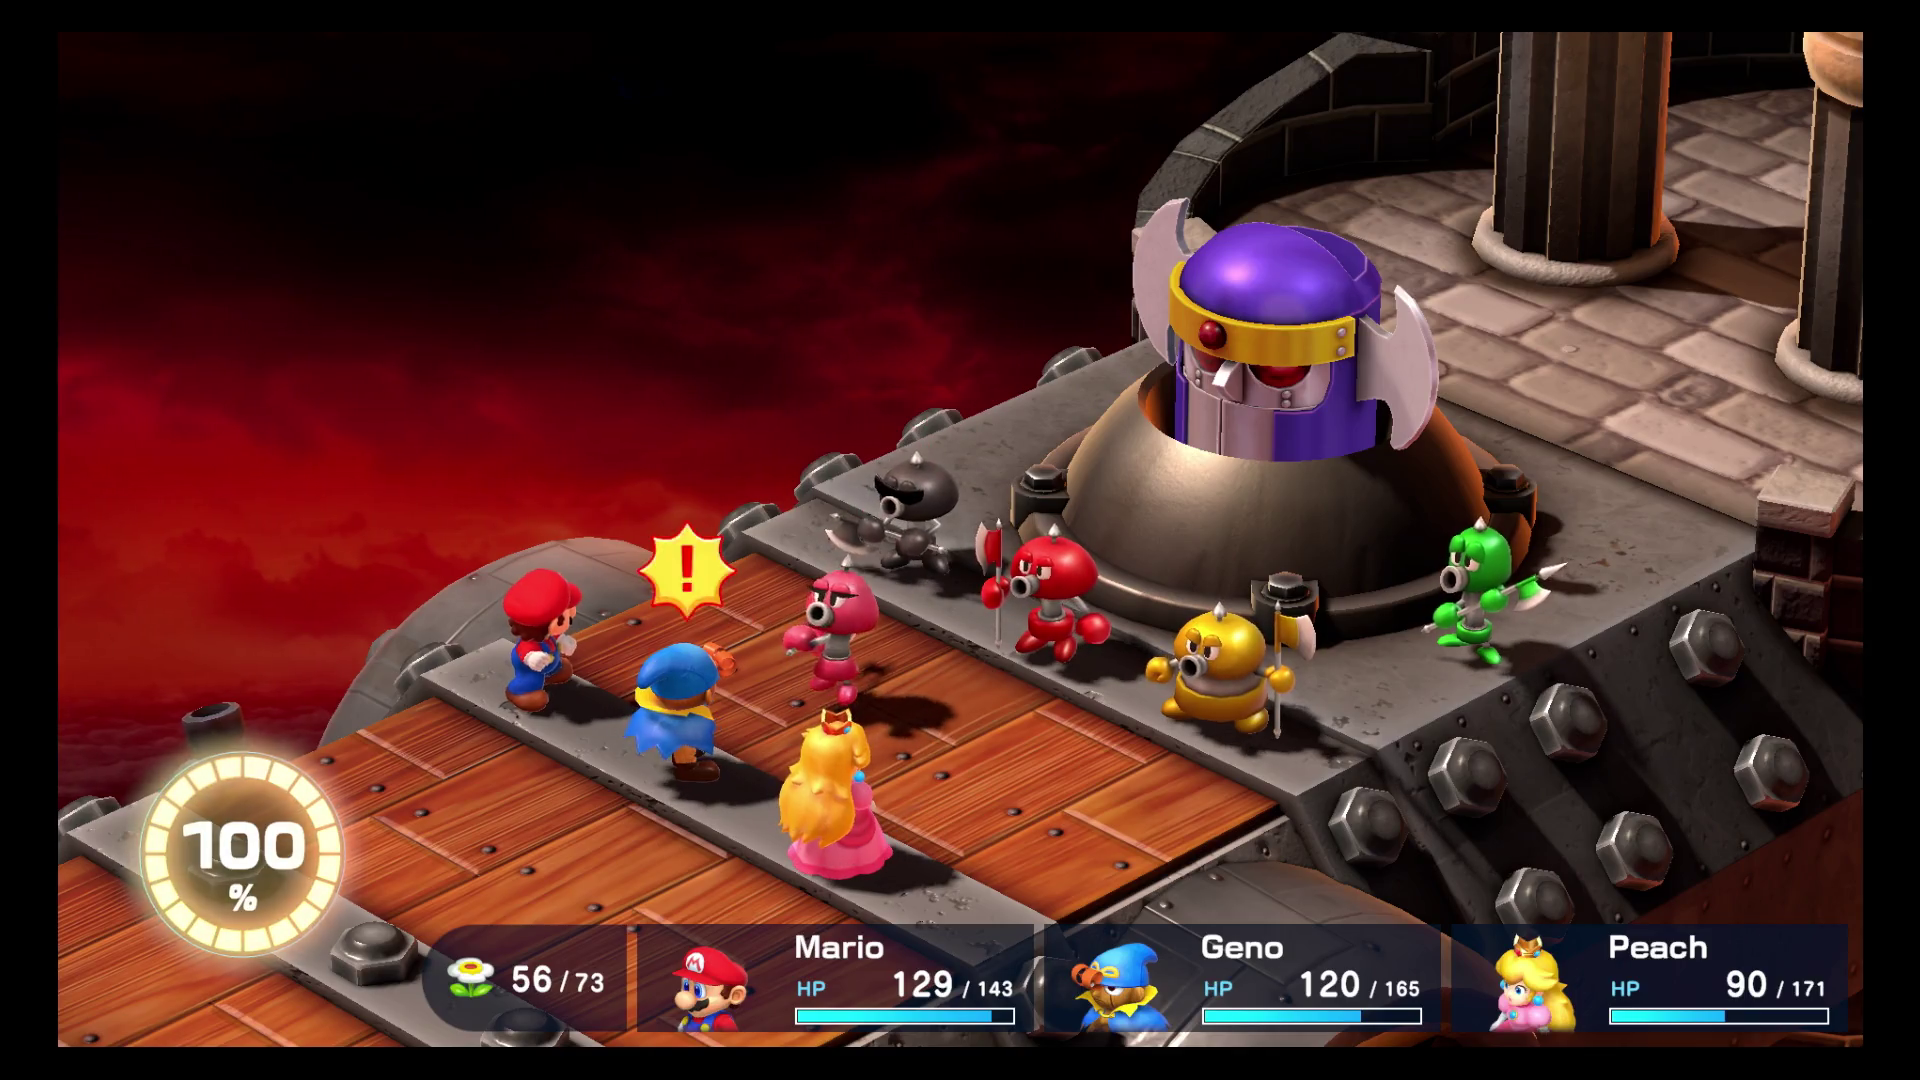 !
100
%
56 / 73
Mario
HP 129 / 143
Geno
HP 120 / 165
Peach
HP 90 / 171
M